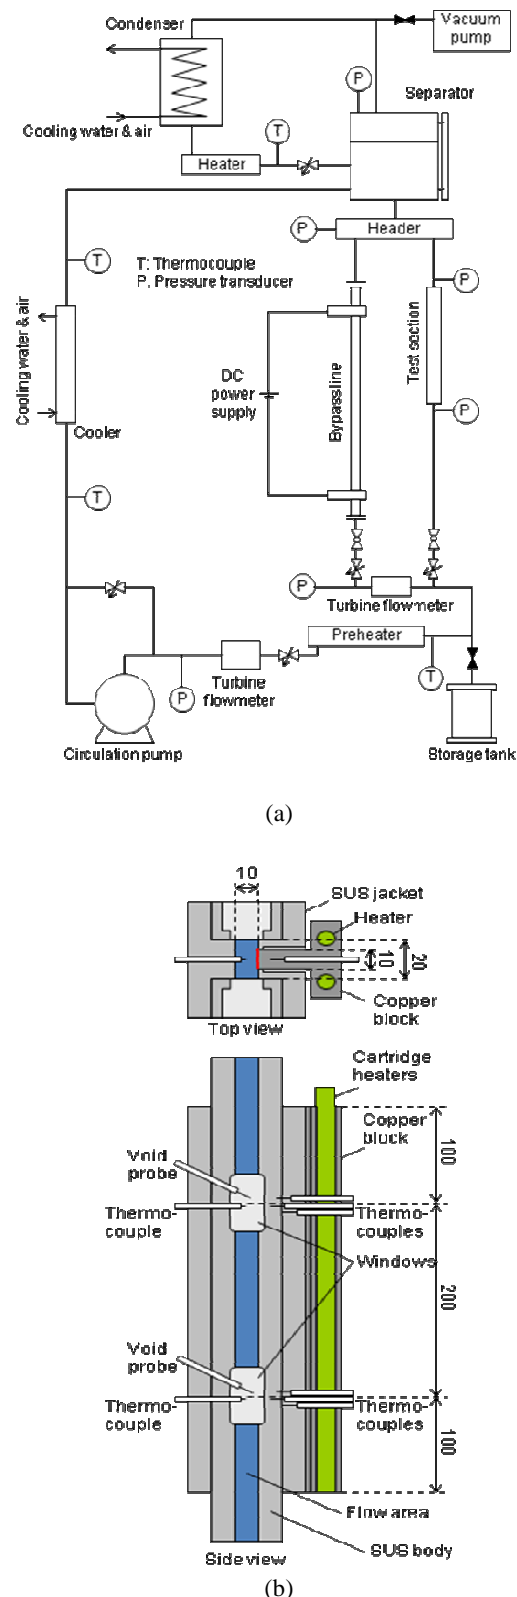 Condenser
Vacuum
pump
P
Separator
Cooling water & air
T
Heater
P
Header
T
T: Thermocouple
P: Pressure transducer
P
Cooling water & air
Test section
DC
power
supply
Bypassline
Cooler
P
T
P
Turbine flowmeter
Preheater
Turbine
flowmeter
P
T
Circulation pump
Storage tank
(a)
10
SUS jacket
Heater
10
20
Copper
block
Top view
Cartridge
heaters
Copper
block
100
Void
probe
Thermo-
couple
Thermo-
couples
Windows
200
Void
probe
Thermo-
couple
Thermo-
couples
100
Flow area
SUS body
Side view
(b)